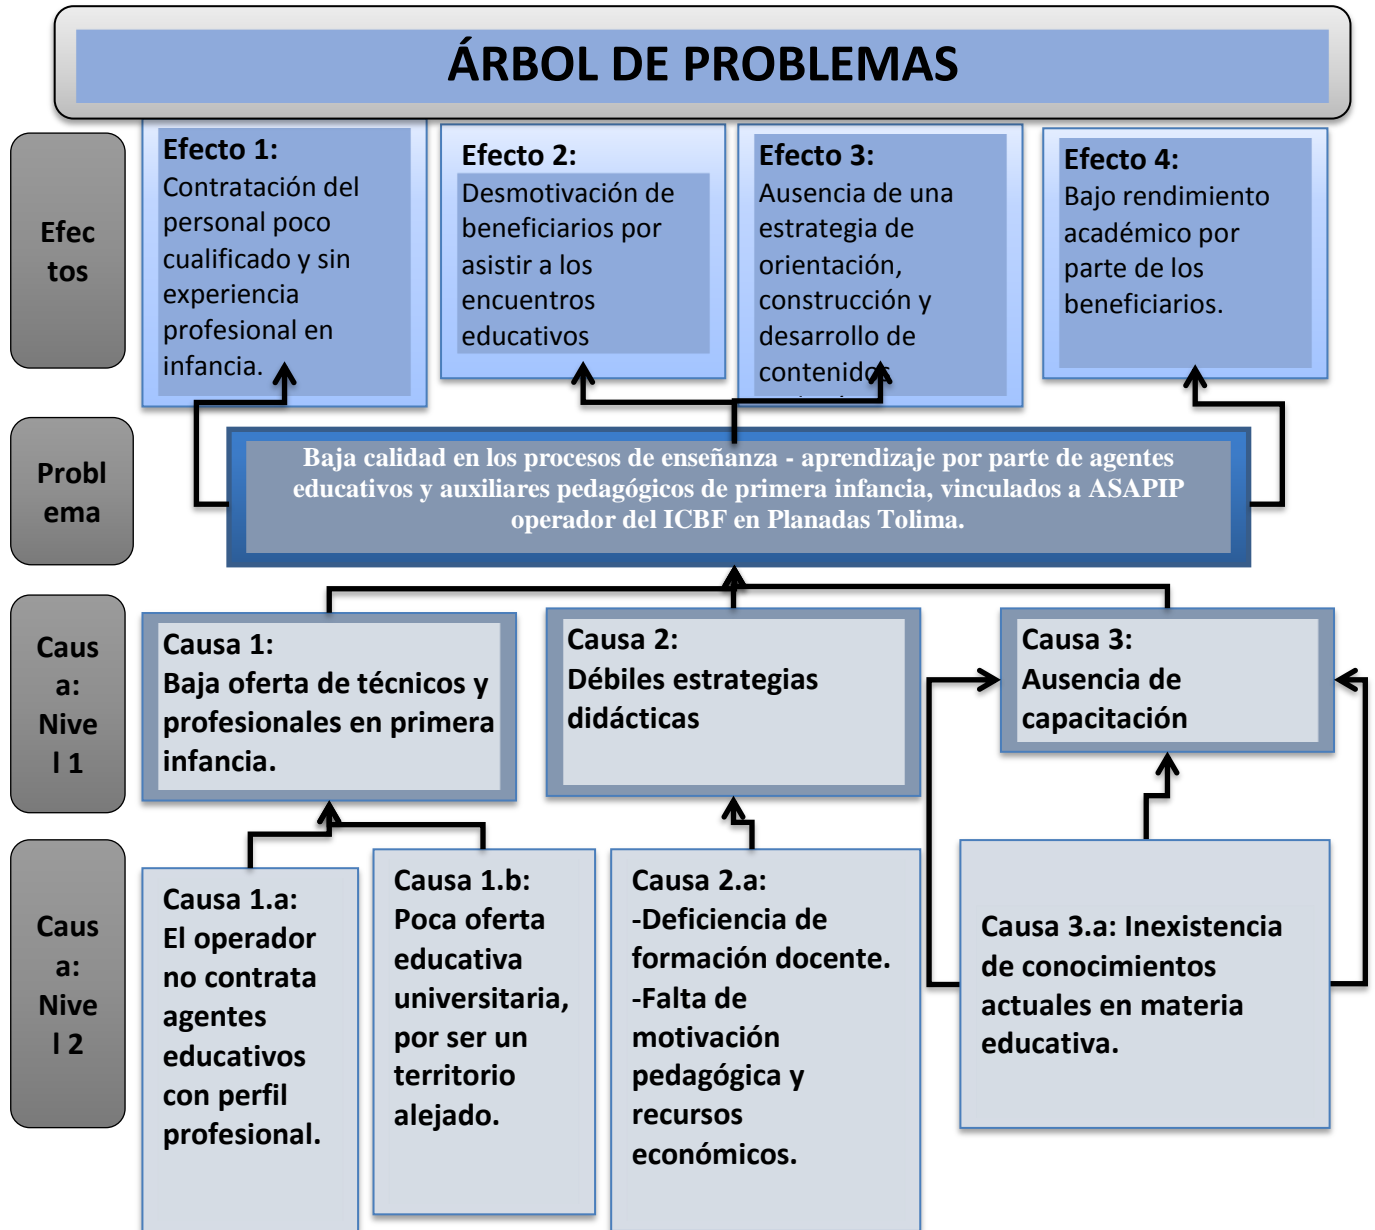 ÁRBOL DE PROBLEMAS
Efec
tos
Efecto 1:
Contratación del
personal poco
cualificado y sin
experiencia
profesional en
infancia.
Efecto 2:
Desmotivación de
beneficiarios por
asistir a los
encuentros
educativos
Efecto 3:
Ausencia de una
estrategia de
orientación,
construcción y
desarrollo de
contenidos
Efecto 4:
Bajo rendimiento
académico por
parte de los
beneficiarios.
Probl
ema
Baja calidad en los procesos de enseñanza - aprendizaje por parte de agentes
educativos y auxiliares pedagógicos de primera infancia, vinculados a ASAPIP
operador del ICBF en Planadas Tolima.
Caus
a:
Nive
l 1
Causa 1:
Baja oferta de técnicos y
profesionales en primera
infancia.
Causa 2:
Débiles estrategias
didácticas
Causa 3:
Ausencia de
capacitación
Caus
a:
Nive
l 2
Causa 1.a:
El operador
no contrata
agentes
educativos
con perfil
profesional.
Causa 1.b:
Poca oferta
educativa
universitaria,
por ser un
territorio
alejado.
Causa 2.a:
-Deficiencia de
formación docente.
-Falta de
motivación
pedagógica y
recursos
económicos.
Causa 3.a: Inexistencia
de conocimientos
actuales en materia
educativa.